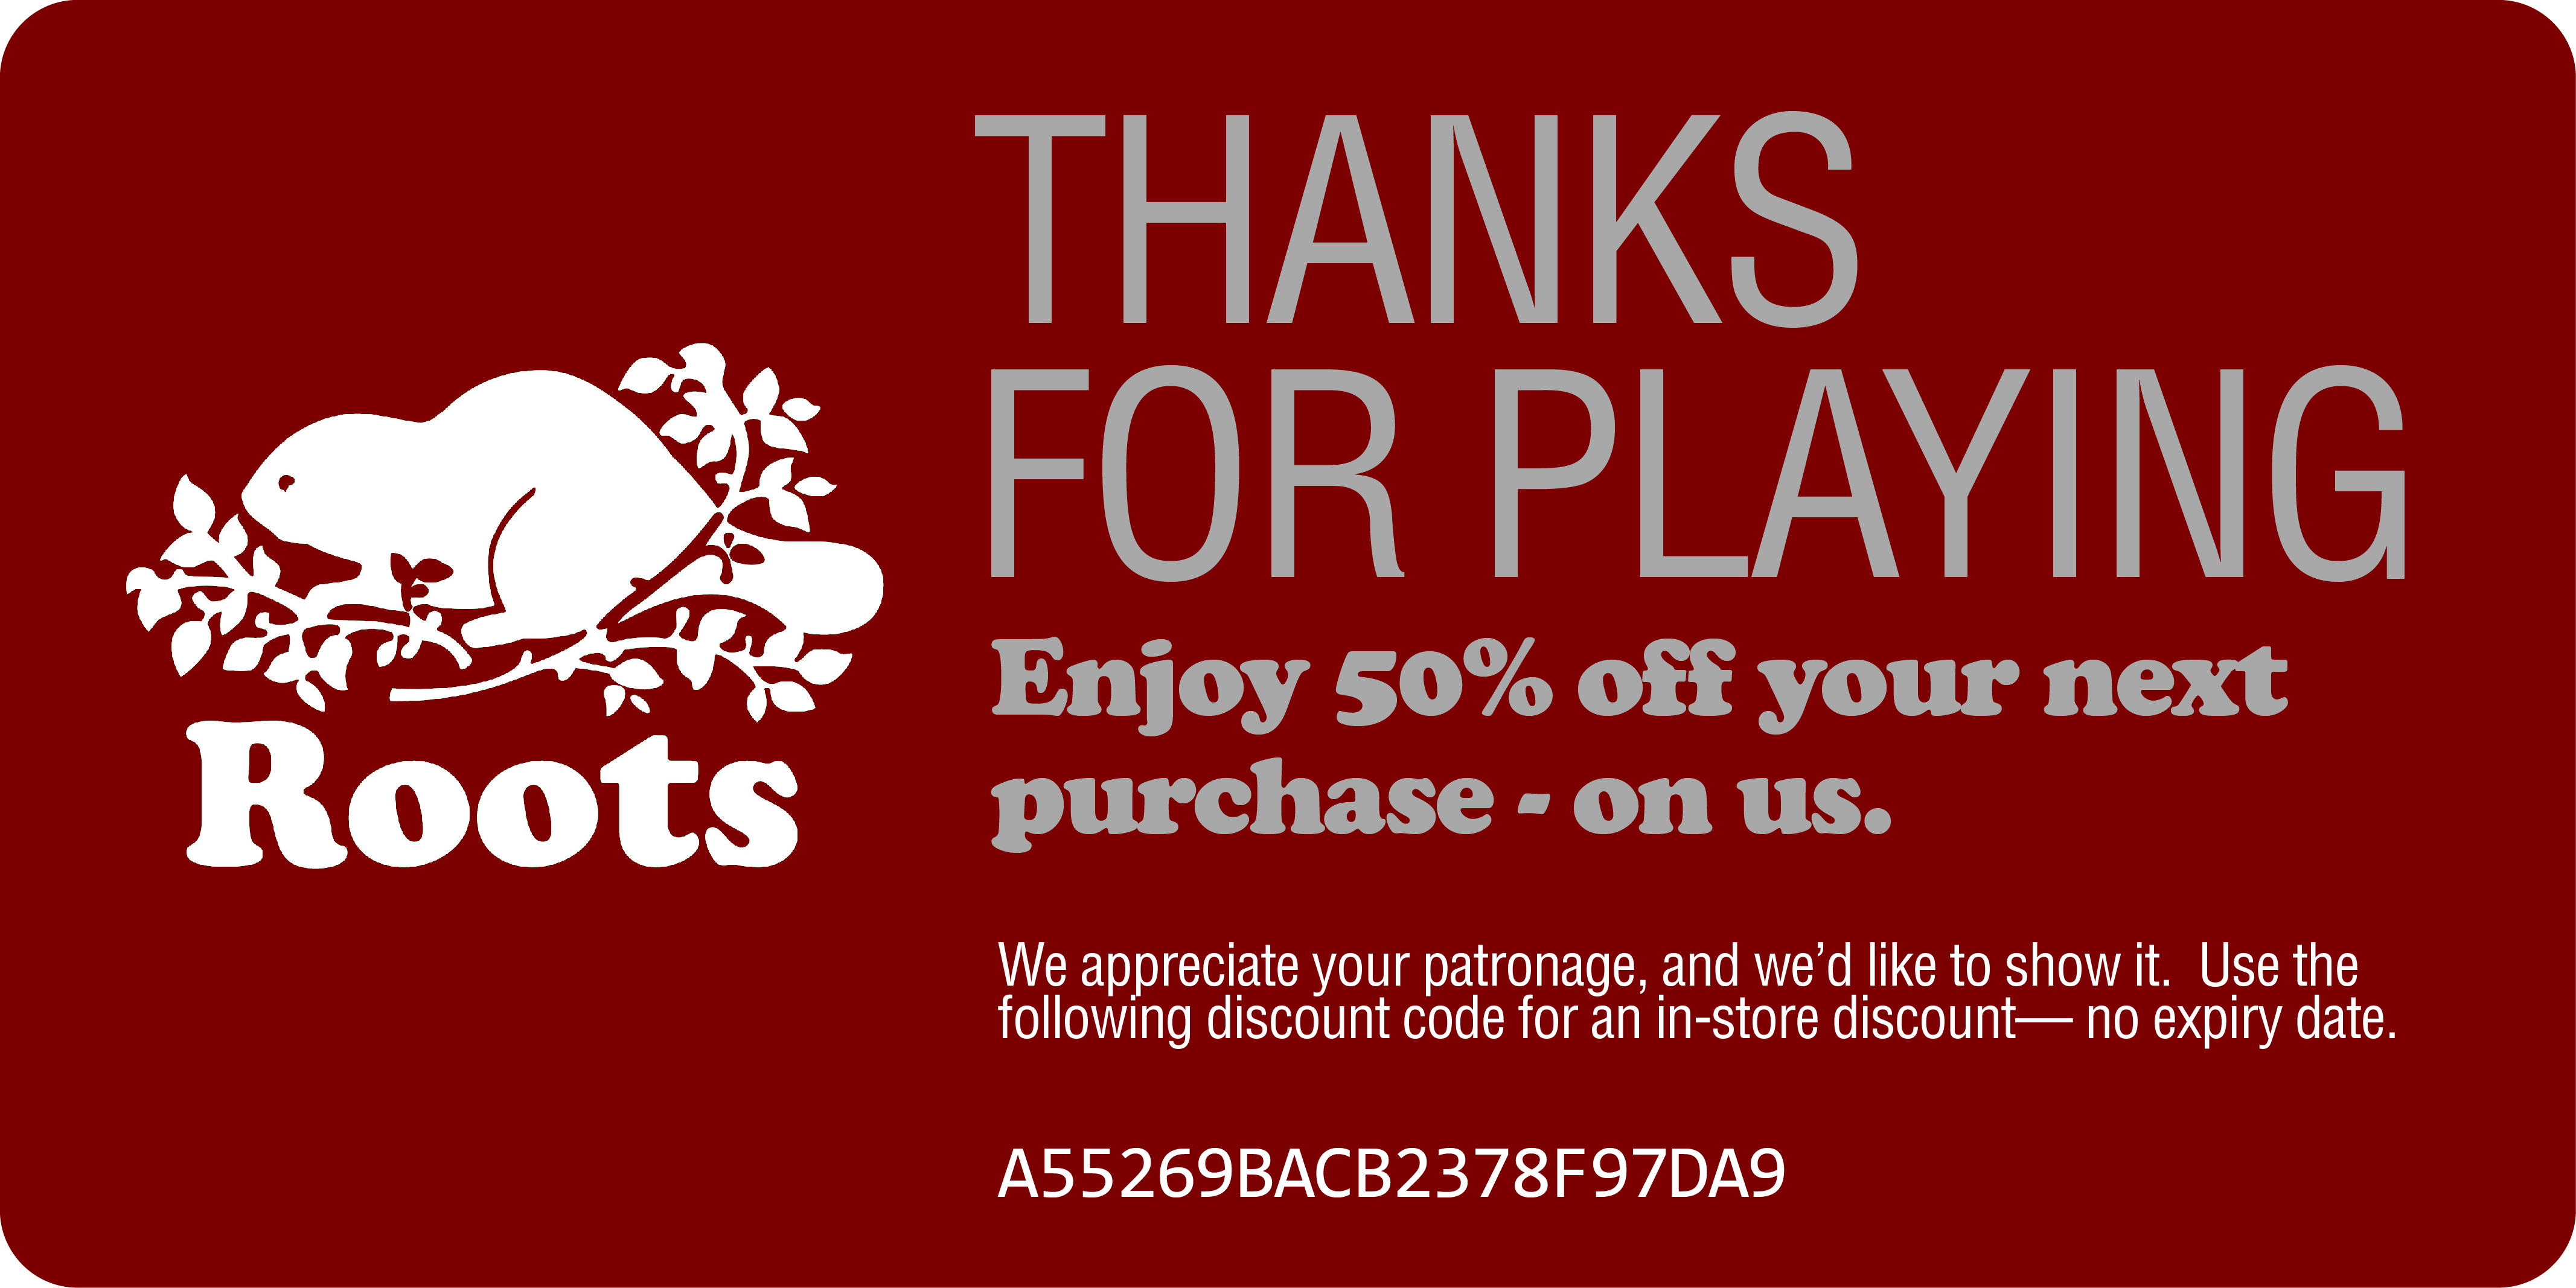 Roots
THANKS
FOR PLAYING
Enjoy 50% off your next
purchase - on us.
We appreciate your patronage, and we’d like to show it.  Use the
following discount code for an in-store discount— no expiry date.
A55269BACB2378F97DA9